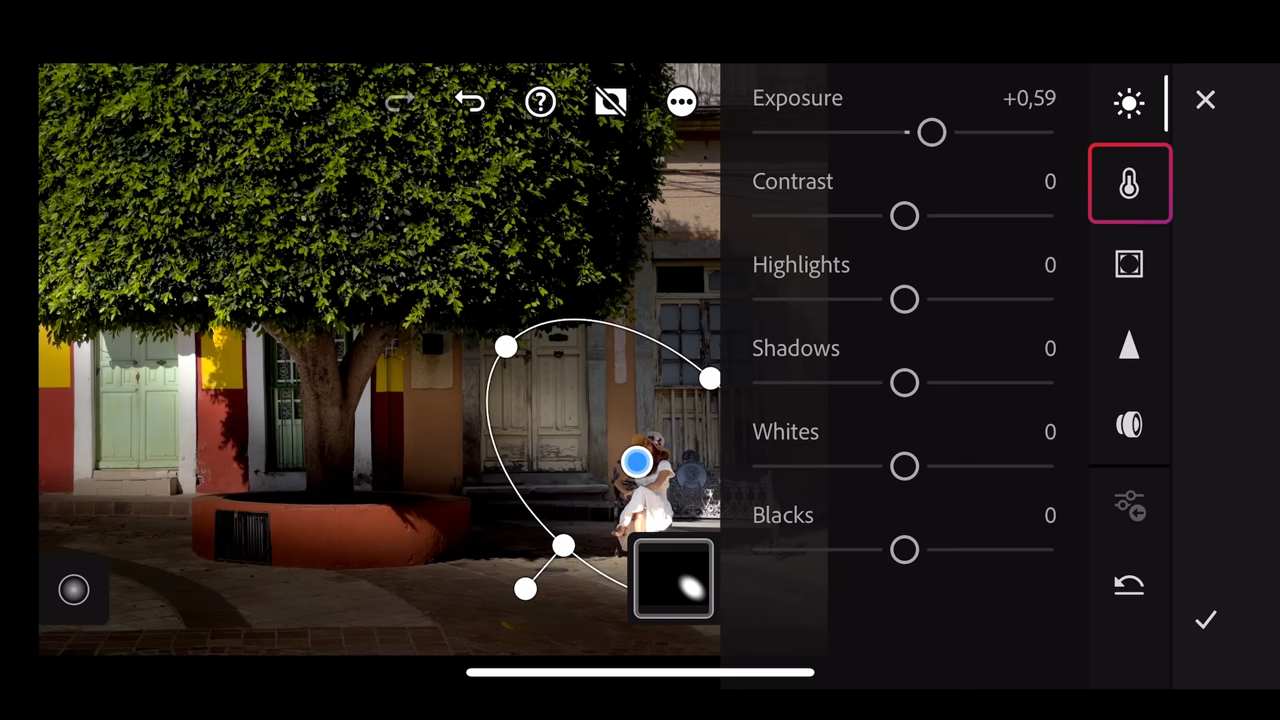 Exposure +0,59
Contrast 0
Highlights 0
Shadows 0
Whites 0
Blacks 0